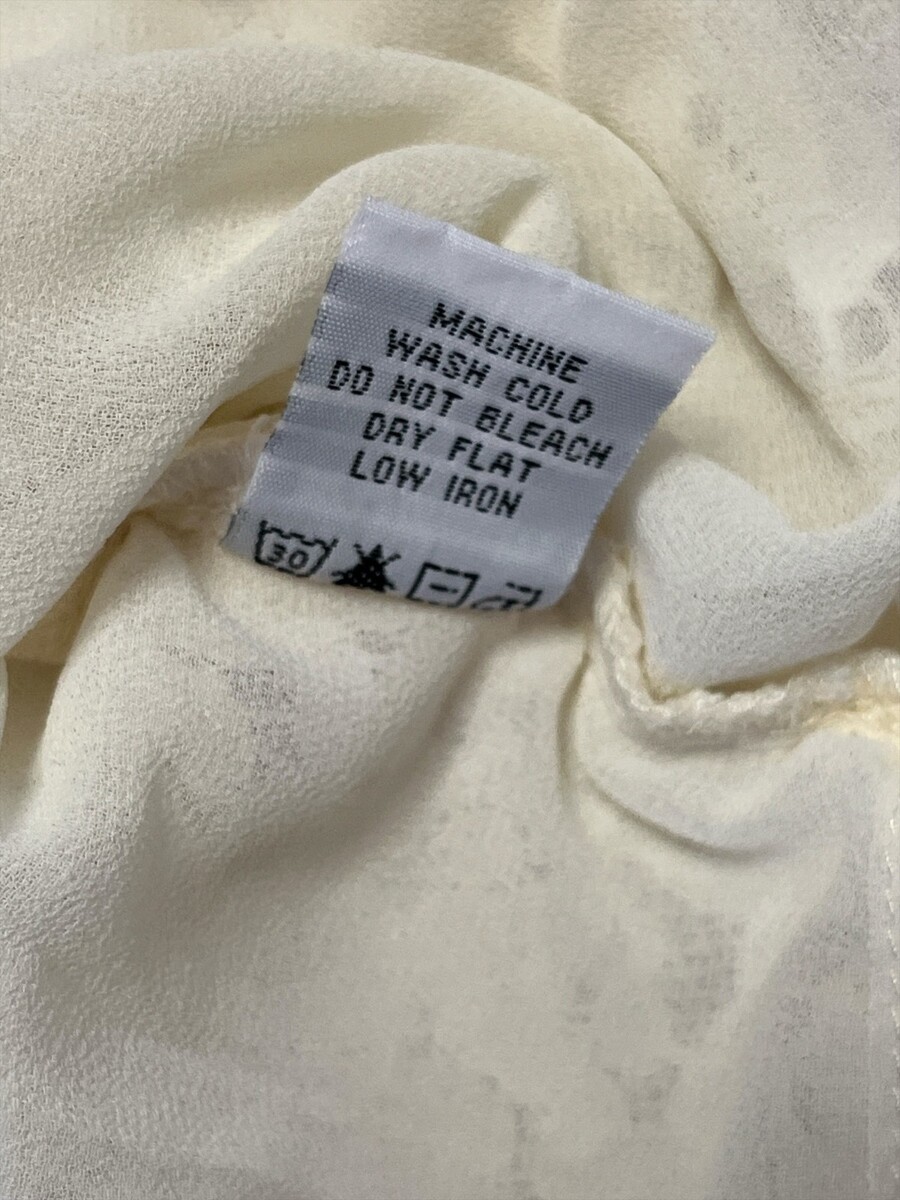 MACHINE
WASH COLD
DO NOT BLEACH
DRY FLAT
LOW IRON
30